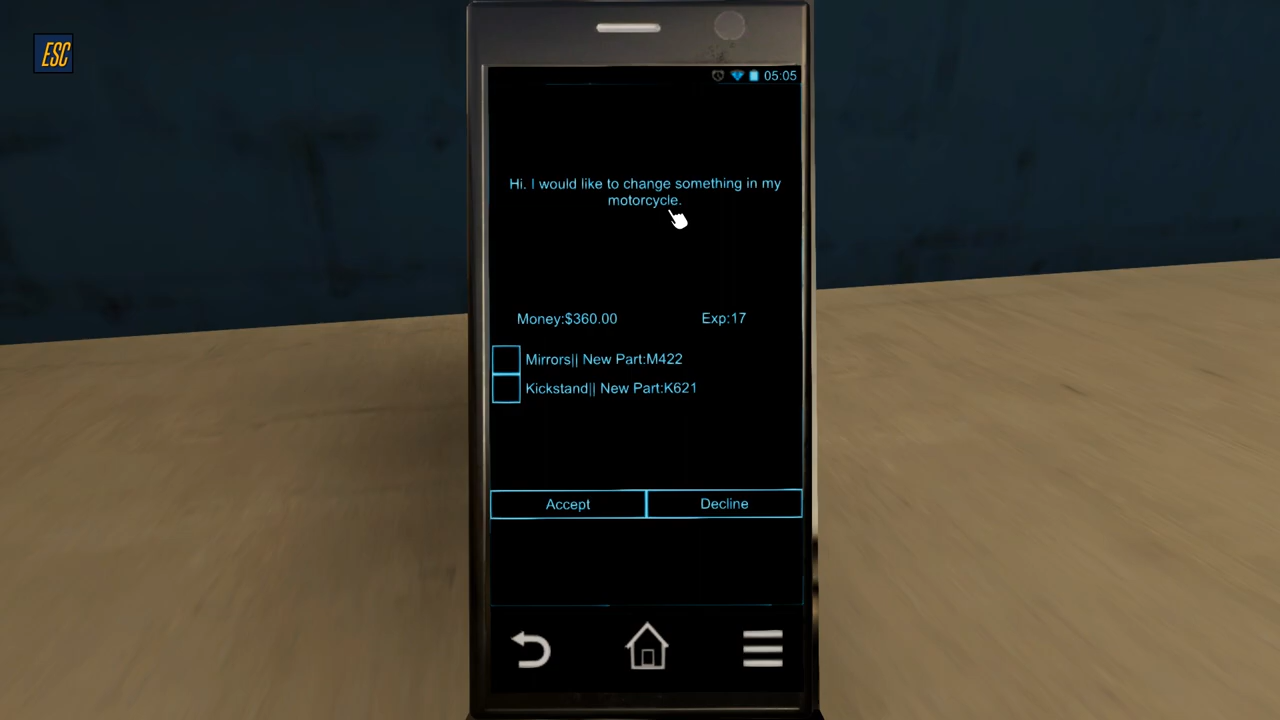 ESC
05:05
Hi. I would like to change something in my
motorcycle.
Money:$360.00 Exp:17
Mirrors|| New Part:M422
Kickstand|| New Part:K621
Accept Decline